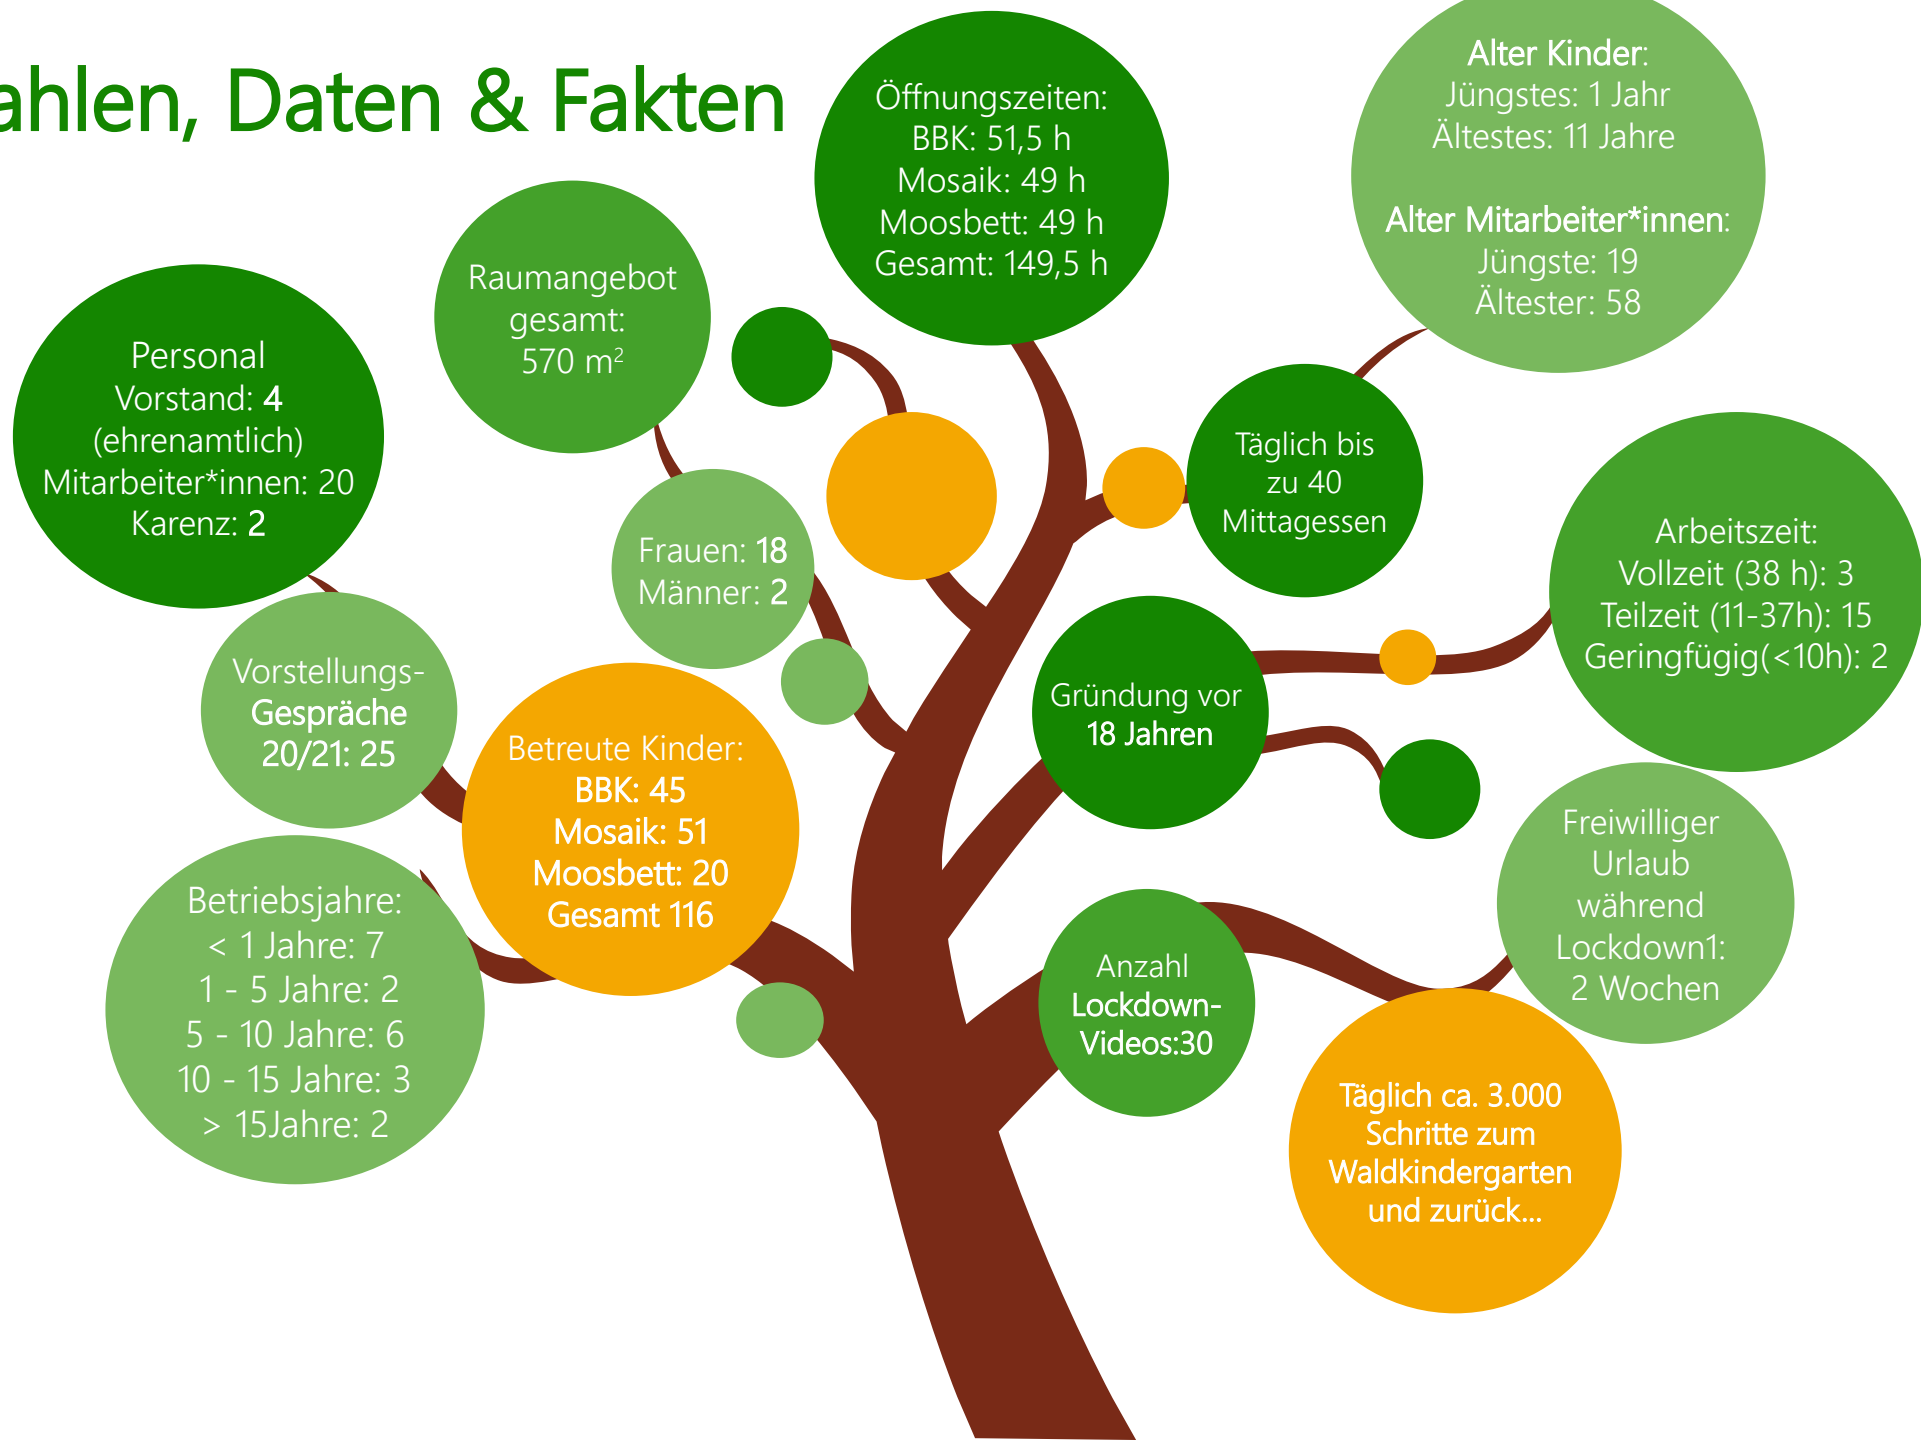 ahlen, Daten & Fakten
Öffnungszeiten:
BBK: 51,5 h
Mosaik: 49 h
Moosbett: 49 h
Gesamt: 149,5 h
Alter Kinder:
Jüngstes: 1 Jahr
Ältestes: 11 Jahre
Alter Mitarbeiter*innen:
Jüngste: 19
Ältester: 58
Raumangebot
gesamt:
570 m²
Personal
Vorstand: 4
(ehrenamtlich)
Mitarbeiter*innen: 20
Karenz: 2
Täglich bis
zu 40
Mittagessen
Frauen: 18
Männer: 2
Arbeitszeit:
Vollzeit (38 h): 3
Teilzeit (11-37h): 15
Geringfügig(<10h): 2
Vorstellungs-
Gespräche
20/21: 25
Gründung vor
18 Jahren
Betreute Kinder:
BBK: 45
Mosaik: 51
Moosbett: 20
Gesamt 116
Freiwilliger
Urlaub
während
Lockdown1:
2 Wochen
Betriebsjahre:
< 1 Jahre: 7
1 - 5 Jahre: 2
5 - 10 Jahre: 6
10 - 15 Jahre: 3
> 15Jahre: 2
Anzahl
Lockdown-
Videos:30
Täglich ca. 3.000
Schritte zum
Waldkindergarten
und zurück...